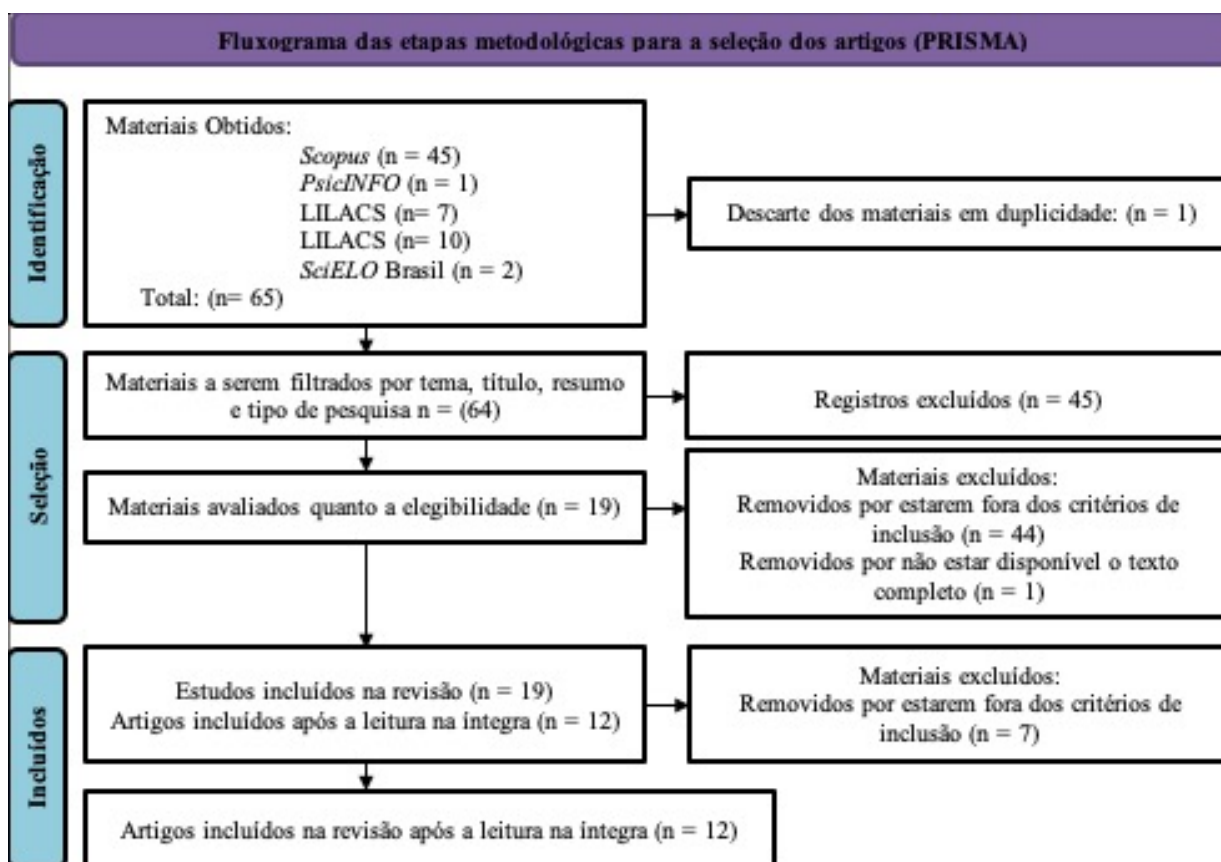 Fluxograma das etapas metodológicas para a seleção dos artigos (PRISMA)
Identificação
Materiais Obtidos:
Scopus (n = 45)
PsicINFO (n = 1)
LILACS (n= 7)
LILACS (n= 10)
SciELO Brasil (n = 2)
Total: (n= 65)
Descarte dos materiais em duplicidade: (n = 1)
Seleção
Materiais a serem filtrados por tema, título, resumo
e tipo de pesquisa n = (64)
Registros excluídos (n = 45)
Materiais avaliados quanto a elegibilidade (n = 19)
Materiais excluídos:
Removidos por estarem fora dos critérios de
inclusão (n = 44)
Removidos por não estar disponível o texto
completo (n = 1)
Incluídos
Estudos incluídos na revisão (n = 19)
Artigos incluídos após a leitura na íntegra (n = 12)
Materiais excluídos:
Removidos por estarem fora dos critérios de
inclusão (n = 7)
Artigos incluídos na revisão após a leitura na íntegra (n = 12)